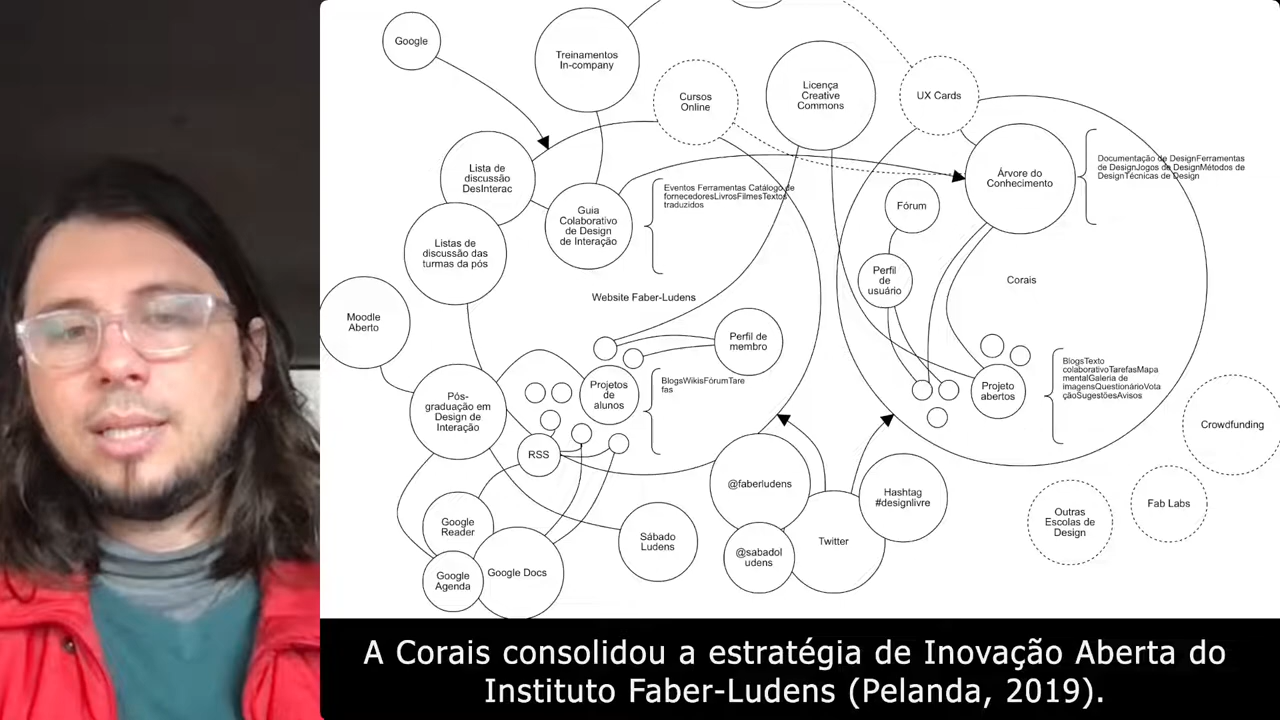 Google
Treinamentos
In-company
Cursos
Online
Licença
Creative
Commons
UX Cards
Lista de
discussão
DesInterac
Guia
Colaborativo
de Design
de Interação
Eventos Ferramentas Catálogo de
fornecedoresLivrosFilmesTextos
traduzidos
Árvore do
Conhecimento
Documentação de DesignFerramentas
de DesignJogos de DesignMétodos de
DesignTécnicas de Design
Fórum
Listas de
discussão das
turmas da pós
Perfil
de
usuário
Corais
Website Faber-Ludens
Moodle
Aberto
Perfil de
membro
Projetos
de
alunos
BlogsWikisFórumTare
fas
Projeto
abertos
BlogsTexto
colaborativoTarefasMapa
mentalGaleria de
imagensQuestionárioVota
çãoSugestõesAvisos
Pós-
graduação em
Design de
Interação
RSS
Crowdfunding
@faberludens
Hashtag
#designlivre
Fab Labs
Outras
Escolas de
Design
Google
Reader
Sábado
Ludens
Twitter
@sabadol
udens
Google
Agenda
Google Docs
A Corais consolidou a estratégia de Inovação Aberta do
Instituto Faber-Ludens (Pelanda, 2019).